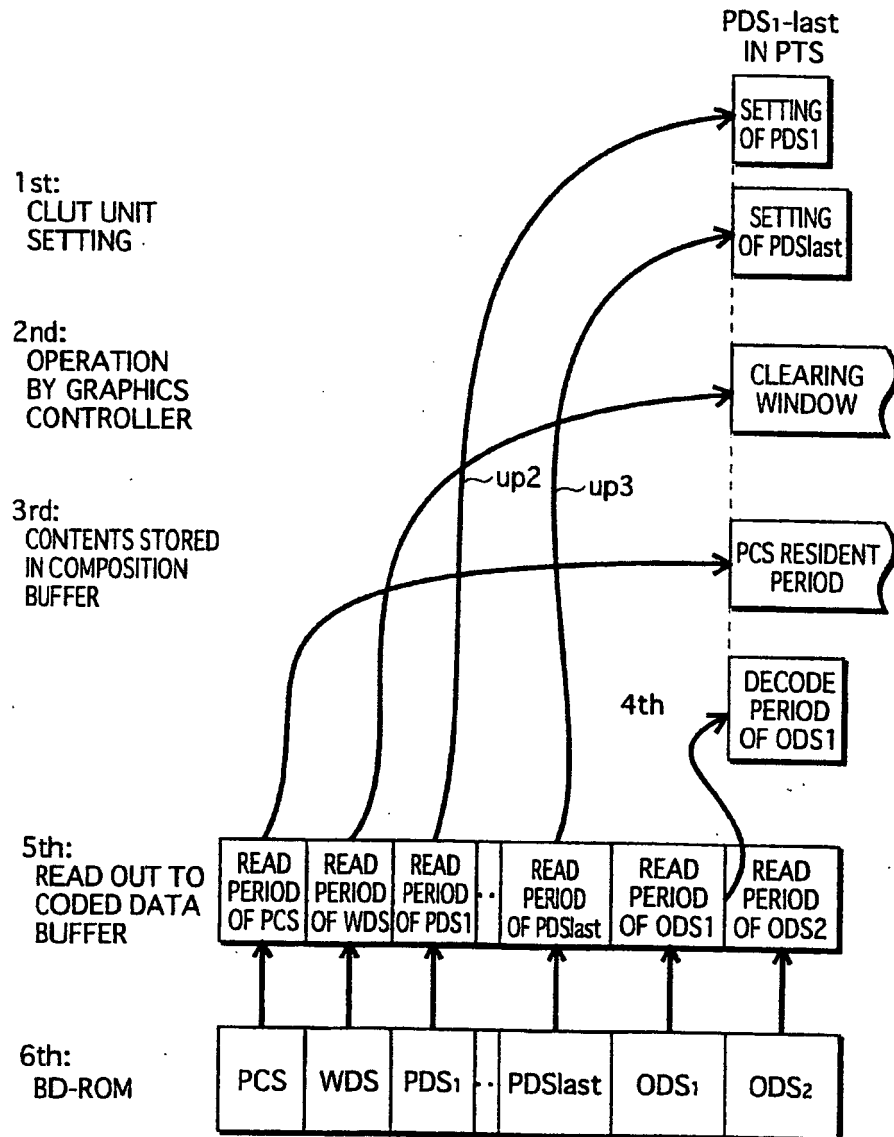 PDS1-last
IN PTS
SETTING
OF PDS1
1st:
CLUT UNIT
SETTING
SETTING
OF PDSlast
2nd:
OPERATION
BY GRAPHICS
CONTROLLER
CLEARING
WINDOW
up2
up3
3rd:
CONTENTS STORED
IN COMPOSITION
BUFFER
PCS RESIDENT
PERIOD
4th
DECODE
PERIOD
OF ODS1
5th:
READ OUT TO
CODED DATA
BUFFER
READ
PERIOD
OF PCS
READ
PERIOD
OF WDS
READ
PERIOD
OF PDS1
··
READ
PERIOD
OF PDSlast
READ
PERIOD
OF ODS1
READ
PERIOD
OF ODS2
6th:
BD-ROM
PCS
WDS
PDS1
··
PDSlast
ODS1
ODS2